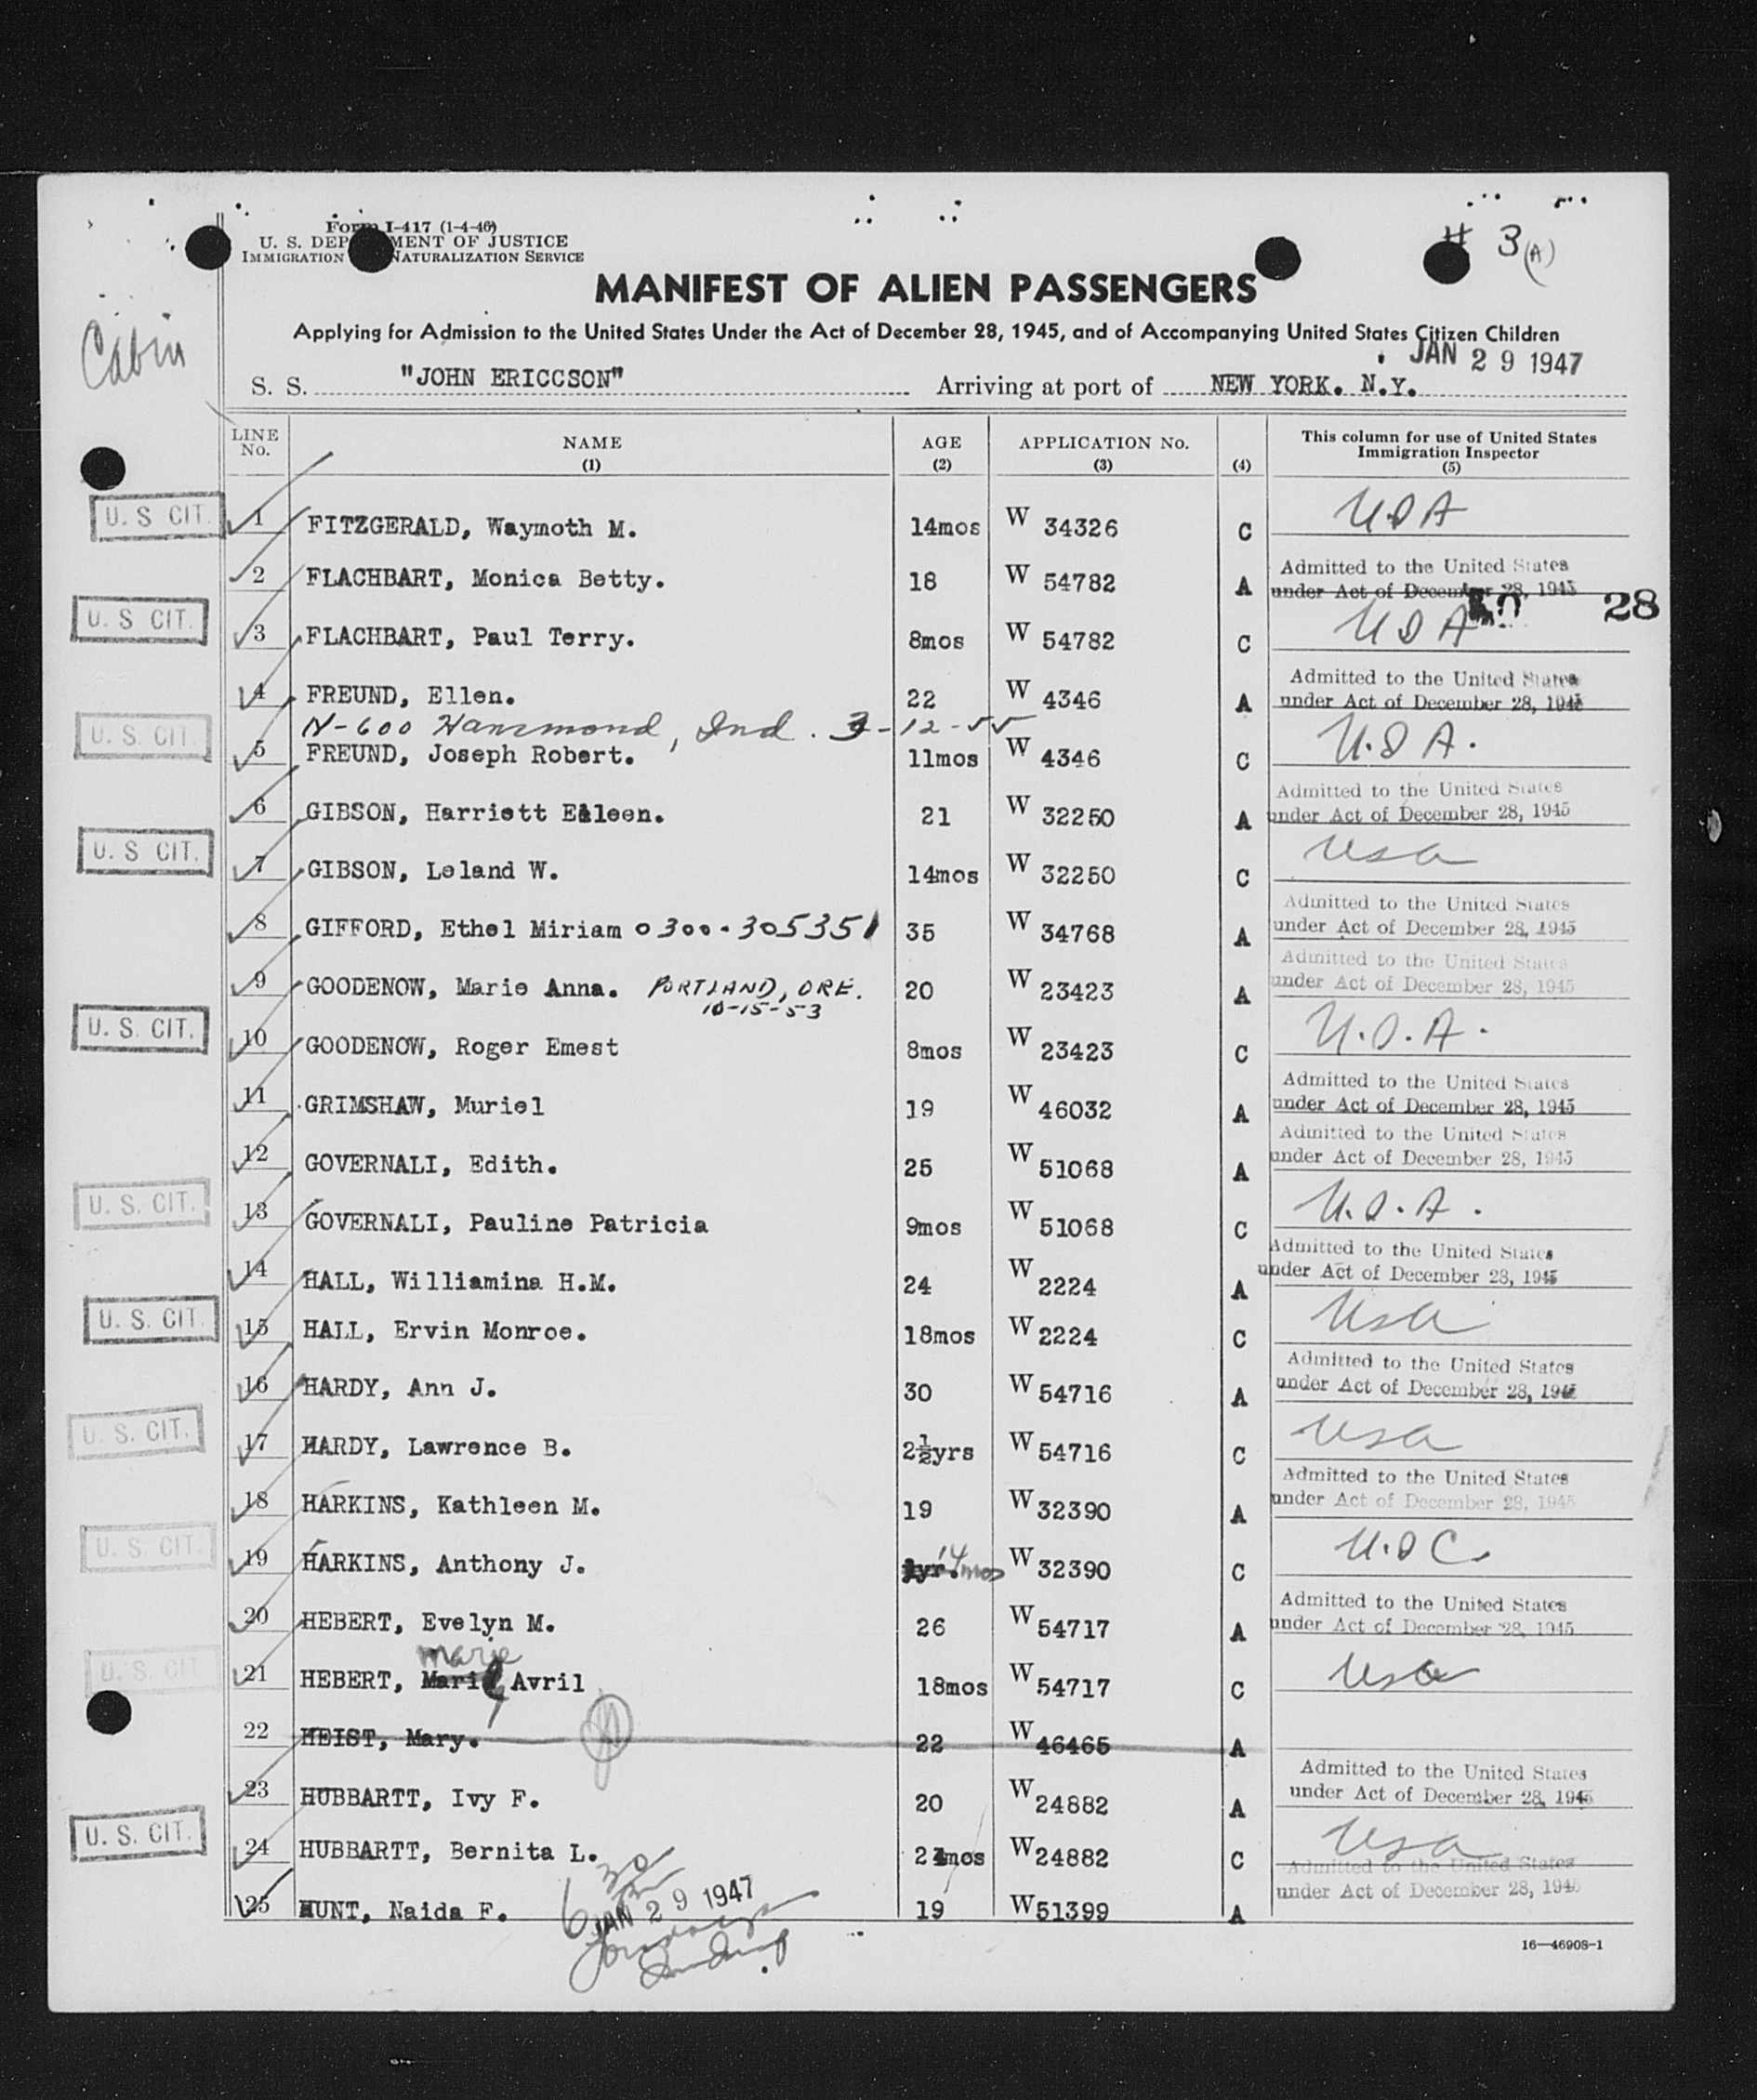 Form I-417 (1-4-46)
U. S. DEPARTMENT OF JUSTICE
IMMIGRATION NATURALIZATION SERVICE
# 3 (A)
MANIFEST OF ALIEN PASSENGERS
Applying for Admission to the United States Under the Act of December 28, 1945, and of Accompanying United States Citizen Children
Cabin
JAN 29 1947
S. S. "JOHN ERICCSON" Arriving at port of NEW YORK. N.Y.
LINE No. NAME (1) AGE (2) APPLICATION No. (3) (4) This column for use of United States Immigration Inspector (5)
U. S CIT. 1 FITZGERALD, Waymoth M. 14mos W 34326 C USA
2 FLACHBART, Monica Betty. 18 W 54782 A Admitted to the United States under Act of December 28, 1945
28
U. S CIT. 3 FLACHBART, Paul Terry. 8mos W 54782 C USA
4 FREUND, Ellen. 22 W 4346 A Admitted to the United States under Act of December 28, 1945
N-600 Hammond, Ind. 3-12-55
U. S. CIT. 5 FREUND, Joseph Robert. 11mos W 4346 C U.S.A.
6 GIBSON, Harriett Eileen. 21 W 32250 A Admitted to the United States under Act of December 28, 1945
U. S CIT. 7 GIBSON, Leland W. 14mos W 32250 C usa
8 GIFFORD, Ethel Miriam 0300-305351 35 W 34768 A Admitted to the United States under Act of December 28, 1945
9 GOODENOW, Marie Anna. PORTLAND, ORE. 20 W 23423 A Admitted to the United States under Act of December 28, 1945
10-15-53
U. S. CIT. 10 GOODENOW, Roger Emest 8mos W 23423 C U.S.A.
11 GRIMSHAW, Muriel 19 W 46032 A Admitted to the United States under Act of December 28, 1945
12 GOVERNALI, Edith. 25 W 51068 A Admitted to the United States under Act of December 28, 1945
U. S. CIT. 13 GOVERNALI, Pauline Patricia 9mos W 51068 C U.S.A.
14 HALL, Williamina H.M. 24 W 2224 A Admitted to the United States under Act of December 28, 1945
U. S. CIT. 15 HALL, Ervin Monroe. 18mos W 2224 C Usa
16 HARDY, Ann J. 30 W 54716 A Admitted to the United States under Act of December 28, 194
U. S. CIT. 17 HARDY, Lawrence B. 2½yrs W 54716 C usa
18 HARKINS, Kathleen M. 19 W 32390 A Admitted to the United States under Act of December 28, 1945
U. S. CIT. 19 HARKINS, Anthony J. 1yr. 14mos W 32390 C U.S.C.
20 HEBERT, Evelyn M. 26 W 54717 A Admitted to the United States under Act of December 28, 1945
marie
U. S. CIT 21 HEBERT, Avril 18mos W 54717 C Usa
22 HEIST, Mary. 22 W 46465 A
23 HUBBARTT, Ivy F. 20 W 24882 A Admitted to the United States under Act of December 28, 1945
U. S. CIT. 24 HUBBARTT, Bernita L. mos W 24882 C Usa
25 HUNT, Naida F. 19 W 51399 A Admitted to the United States under Act of December 28, 194
JAN 29 1947
16—46908-1